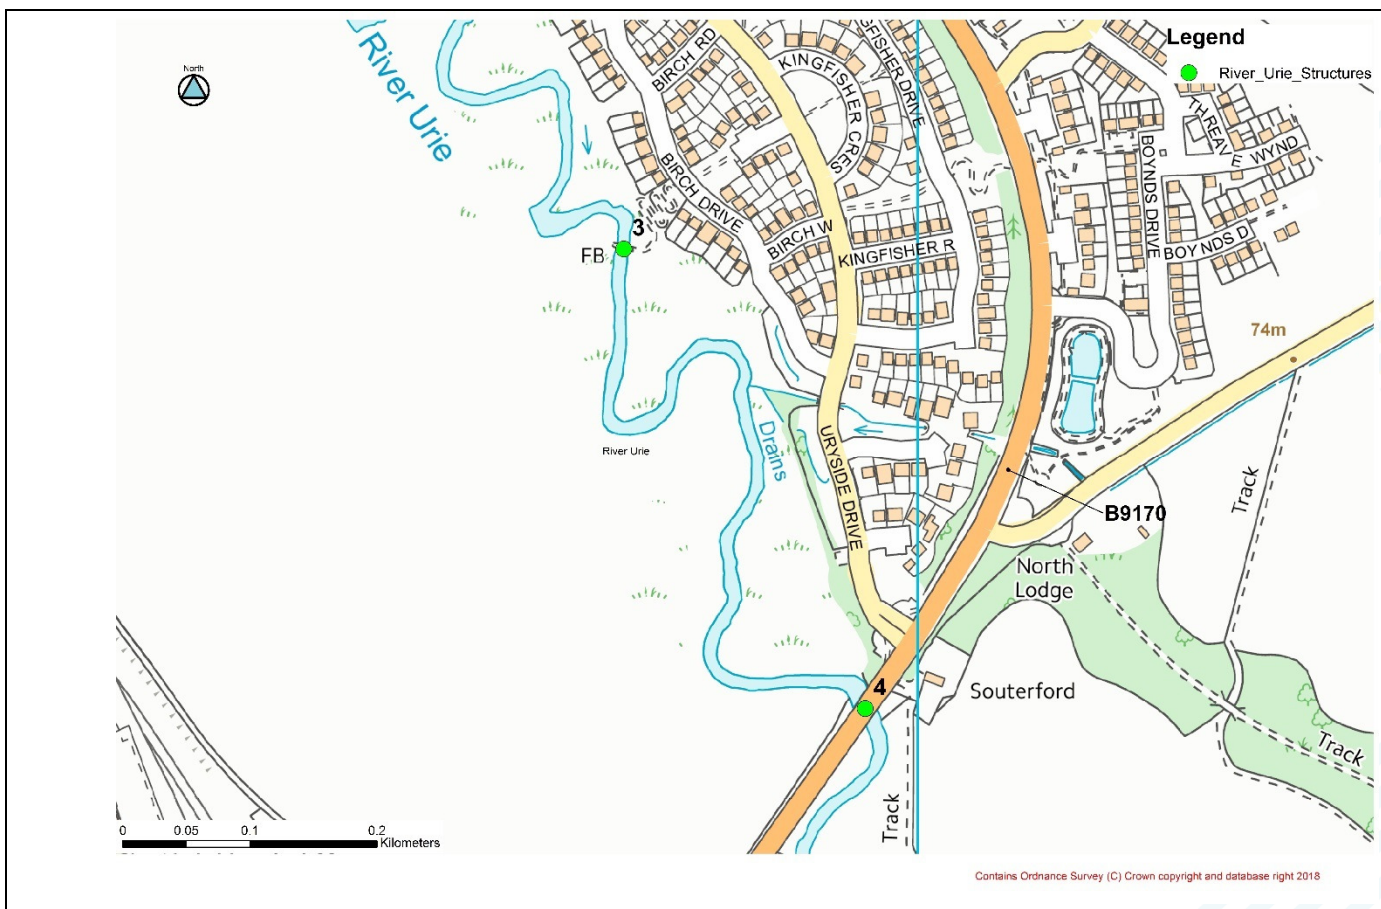 Legend
River_Urie_Structures
North
River Urie
BIRCH RD
KINGFISHER CRES
GFISHER DRIVE
THREAVE WYND
BOYNDS DRIVE
BOYNDS D
BIRCH DRIVE
3
FB
BIRCH W
KINGFISHER R
74m
River Urie
Drains
URYSIDE DRIVE
B9170
Track
North
Lodge
4
Souterford
Track
Track
0 0.05 0.1 0.2
Kilometers
Contains Ordnance Survey (C) Crown copyright and database right 2018